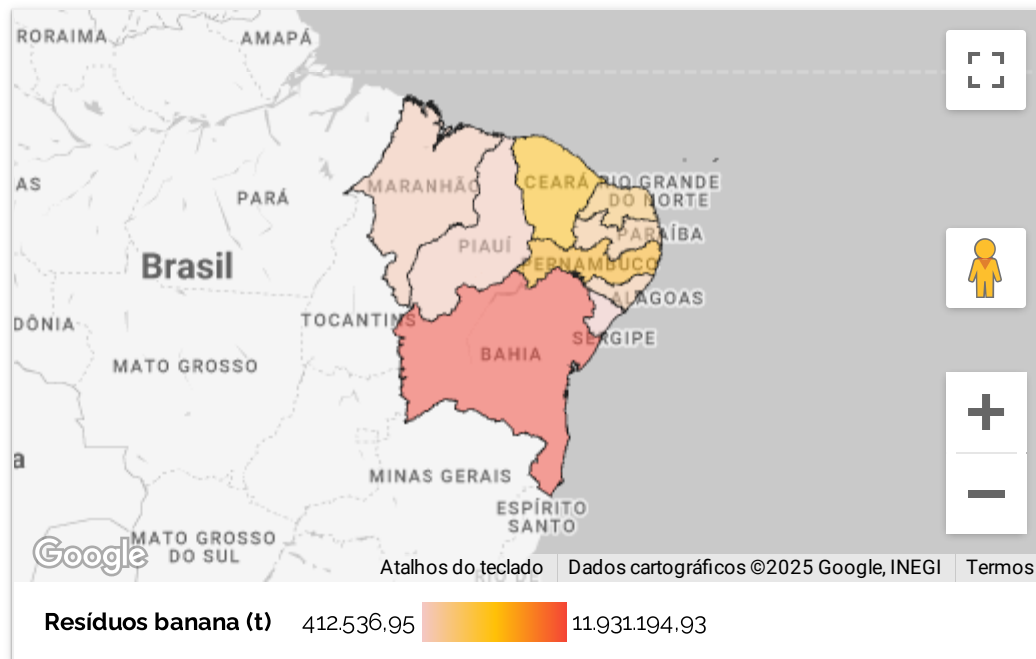 RORAIMA
AMAPÁ
AS
PARÁ
MARANHÃO
CEARÁ
RIO GRANDE
DO NORTE
PARAÍBA
PIAUÍ
PERNAMBUCO
Brasil
ALAGOAS
DÔNIA
TOCANTINS
SERGIPE
BAHIA
MATO GROSSO
a
MINAS GERAIS
ESPÍRITO
SANTO
MATO GROSSO
DO SUL
Google
RIO DE
Atalhos do teclado
Dados cartográficos ©2025 Google, INEGI
Termos
Resíduos banana (t) 412.536,95 11.931.194,93